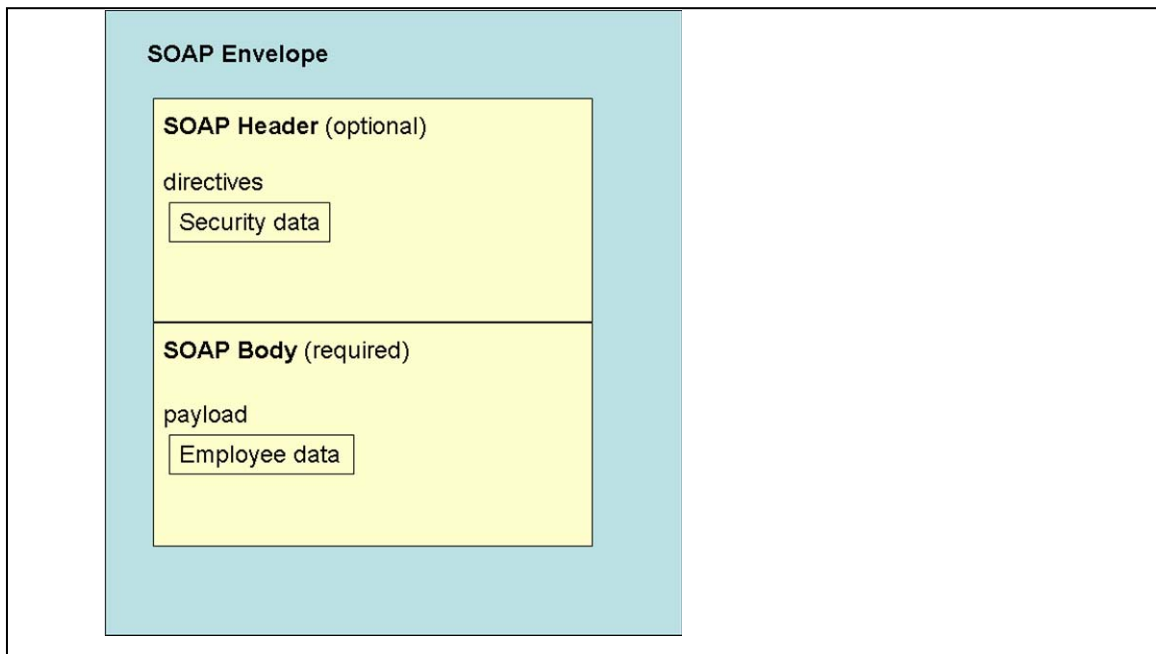 SOAP Envelope
SOAP Header (optional)
directives
Security data
SOAP Body (required)
payload
Employee data